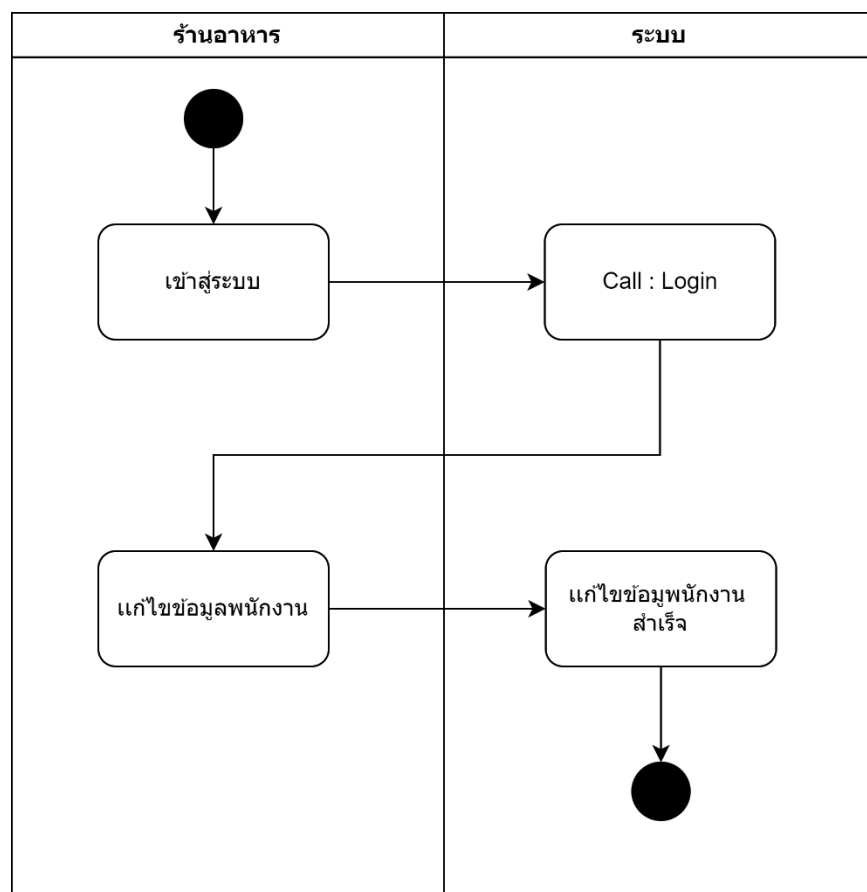 ร้านอาหาร
ระบบ
เข้าสู่ระบบ
Call : Login
แก้ไขข้อมูลพนักงาน
แก้ไขข้อมูพนักงาน
สำเร็จ